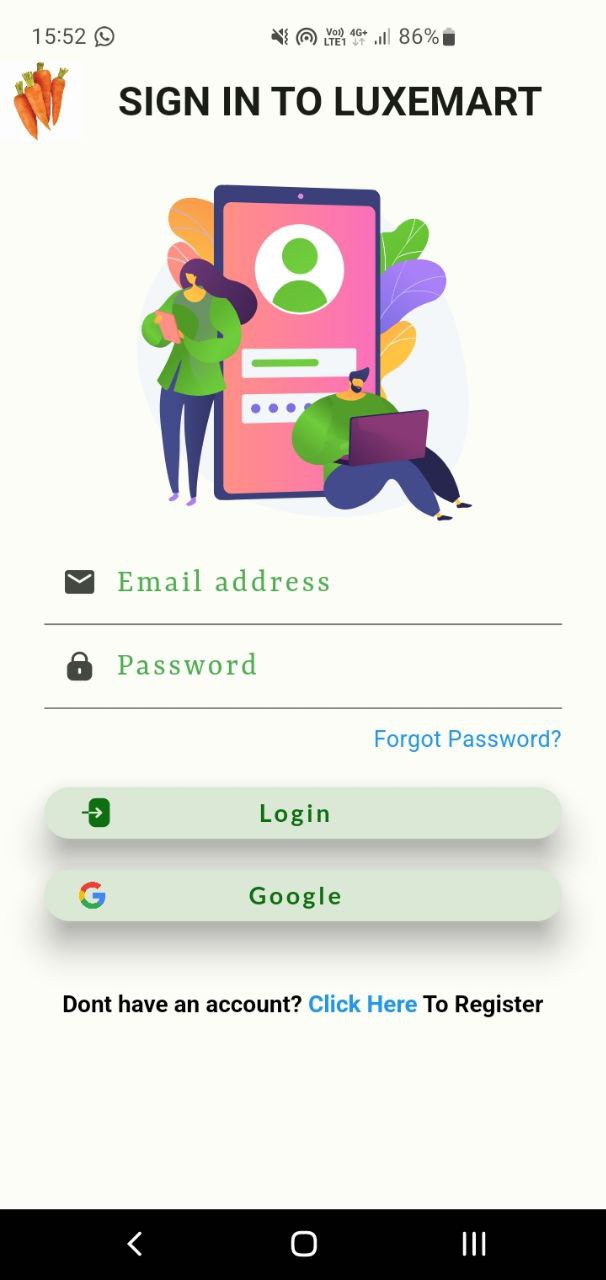 15:52 Vo) LTE1 4G+ 86%
SIGN IN TO LUXEMART
Email address
Password
Forgot Password?
Login
Google
Dont have an account? Click Here To Register